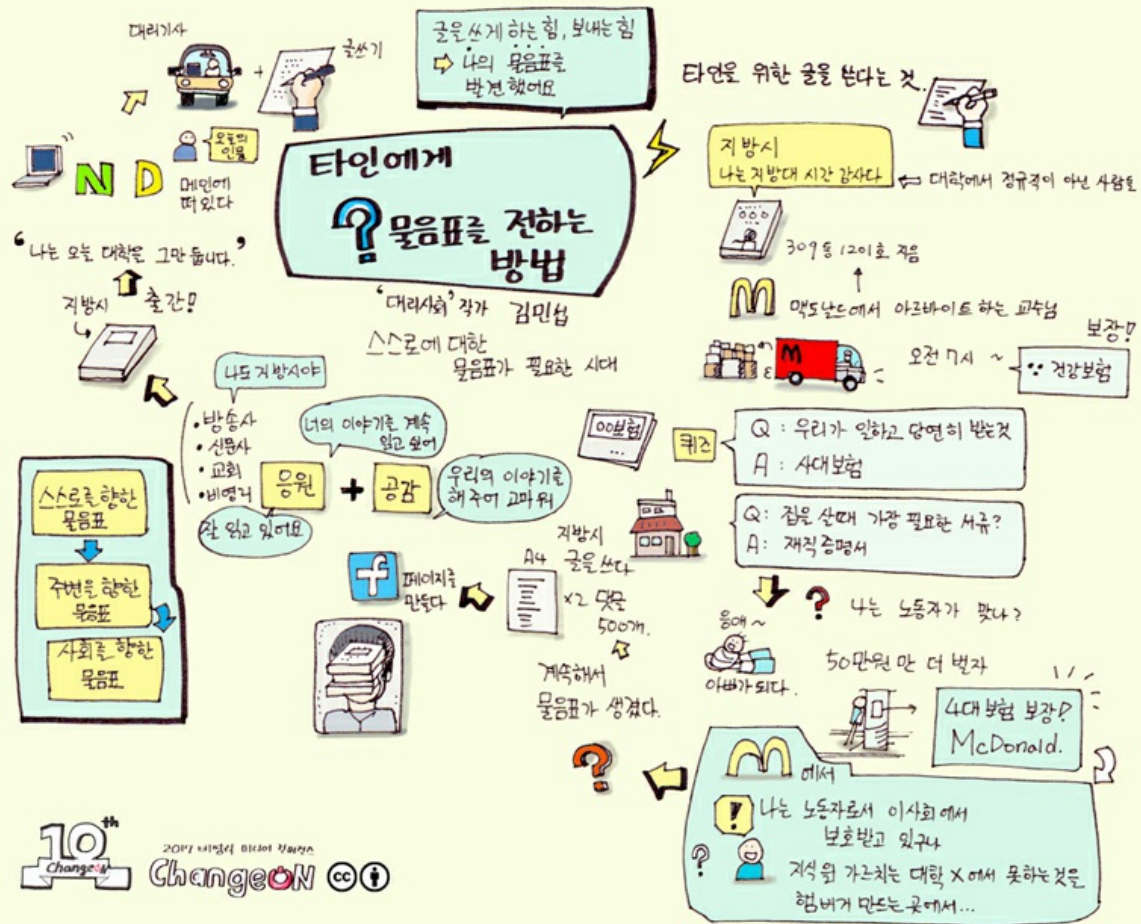 글을 쓰게 하는 힘, 보내는 힘
나의 물음표를
발견했어요
타인에게
? 물음표를 전하는
방법
'대리사회' 작가 김민섭
스스로에 대한
물음표가 필요한 시대
타인을 위한 글을 쓴다는 것..
지방시
나는 지방대 시간 강사다
대학에서 정규직이 아닌 사람들
309동 1201호 지음
M 맥도날드에서 아르바이트 하는 교수님
M
오전 7시 ~
보장!
건강보험
OO보험
퀴즈
Q : 우리가 일하고 당연히 받는것
A : 사대보험
Q : 집을 살때 가장 필요한 서류?
A : 재직증명서
? 나는 노동자가 맞나?
응애~
아빠가 되다.
50만원만 더 벌자
4대보험 보장!
McDonald.
M 에서
! 나는 노동자로서 이사회에서
보호받고 있구나
?
지식을 가르치는 대학 X에서 못하는것을
햄버거 만드는 곳에서...
?
계속해서
물음표가 생겼다.
지방시
글을 쓰다
A4
x2 댓글
500개.
f 페이지를
만들다
응원 + 공감
잘 읽고 있어요
너의 이야기를 계속
읽고 싶어
우리의 이야기를
해 주어 고마워
나도 지방시야
• 방송사
• 신문사
• 교회
• 비영리
지방시
출간!
'나는 오늘 대학을 그만 둡니다.'
N D
메인에
떠 있다
오늘의
인물
대리기사
+
글쓰기
스스로를 향한
물음표
주변을 향한
물음표
사회를 향한
물음표
10th
ChangeON
2017 비영리 미디어 컨퍼런스
ChangeON
cc